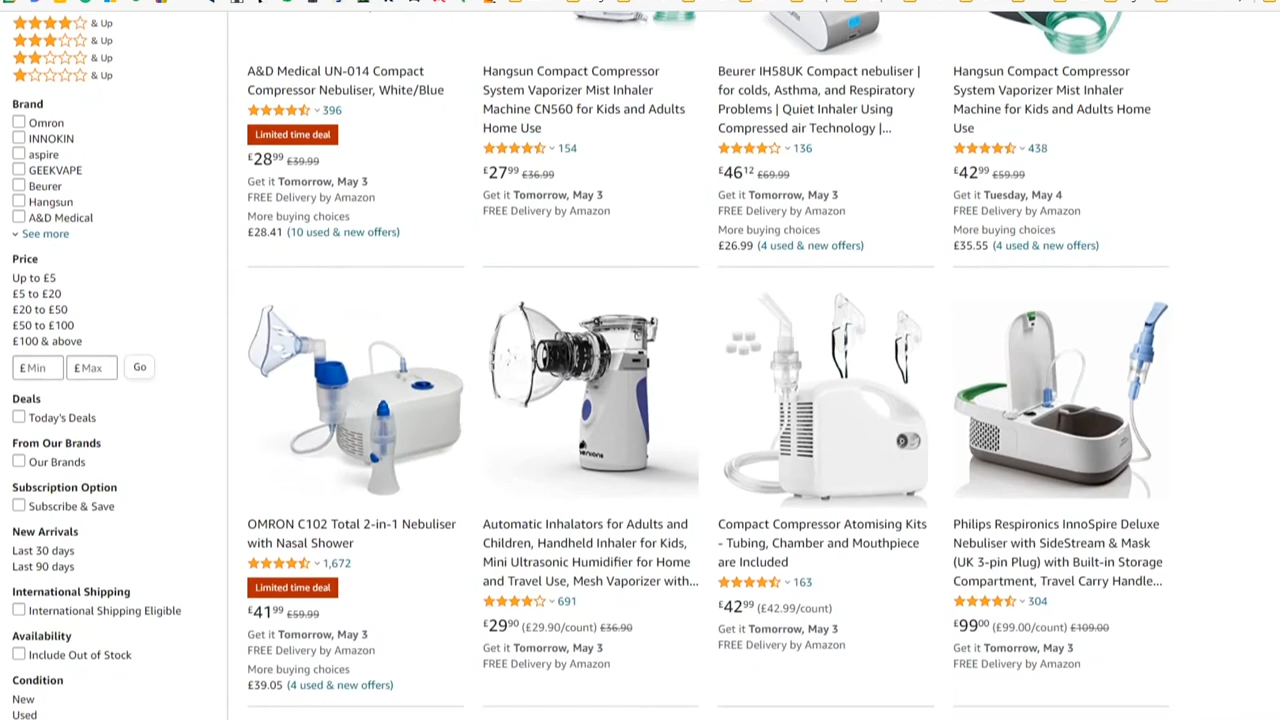 & Up
& Up
& Up
& Up
Brand
Omron
INNOKIN
aspire
GEEKVAPE
Beurer
Hangsun
A&D Medical
See more
Price
Up to £5
£5 to £20
£20 to £50
£50 to £100
£100 & above
£ Min £ Max Go
Deals
Today's Deals
From Our Brands
Our Brands
Subscription Option
Subscribe & Save
New Arrivals
Last 30 days
Last 90 days
International Shipping
International Shipping Eligible
Availability
Include Out of Stock
Condition
New
Used
A&D Medical UN-014 Compact
Compressor Nebuliser, White/Blue
396
Limited time deal
£28.99 £39.99
Get it Tomorrow, May 3
FREE Delivery by Amazon
More buying choices
£28.41 (10 used & new offers)
Hangsun Compact Compressor
System Vaporizer Mist Inhaler
Machine CN560 for Kids and Adults
Home Use
154
£27.99 £36.99
Get it Tomorrow, May 3
FREE Delivery by Amazon
Beurer IH58UK Compact nebuliser |
for colds, Asthma, and Respiratory
Problems | Quiet Inhaler Using
Compressed air Technology |...
136
£46.12 £69.99
Get it Tomorrow, May 3
FREE Delivery by Amazon
More buying choices
£26.99 (4 used & new offers)
Hangsun Compact Compressor
System Vaporizer Mist Inhaler
Machine for Kids and Adults Home
Use
438
£42.99 £59.99
Get it Tuesday, May 4
FREE Delivery by Amazon
More buying choices
£35.55 (4 used & new offers)
OMRON C102 Total 2-in-1 Nebuliser
with Nasal Shower
1,672
Limited time deal
£41.99 £59.99
Get it Tomorrow, May 3
FREE Delivery by Amazon
More buying choices
£39.05 (4 used & new offers)
Automatic Inhalators for Adults and
Children, Handheld Inhaler for Kids,
Mini Ultrasonic Humidifier for Home
and Travel Use, Mesh Vaporizer with...
691
£29.90 (£29.90/count) £36.90
Get it Tomorrow, May 3
FREE Delivery by Amazon
Compact Compressor Atomising Kits
- Tubing, Chamber and Mouthpiece
are Included
163
£42.99 (£42.99/count)
Get it Tomorrow, May 3
FREE Delivery by Amazon
Philips Respironics InnoSpire Deluxe
Nebuliser with SideStream & Mask
(UK 3-pin Plug) with Built-in Storage
Compartment, Travel Carry Handle...
304
£99.00 (£99.00/count) £109.00
Get it Tomorrow, May 3
FREE Delivery by Amazon